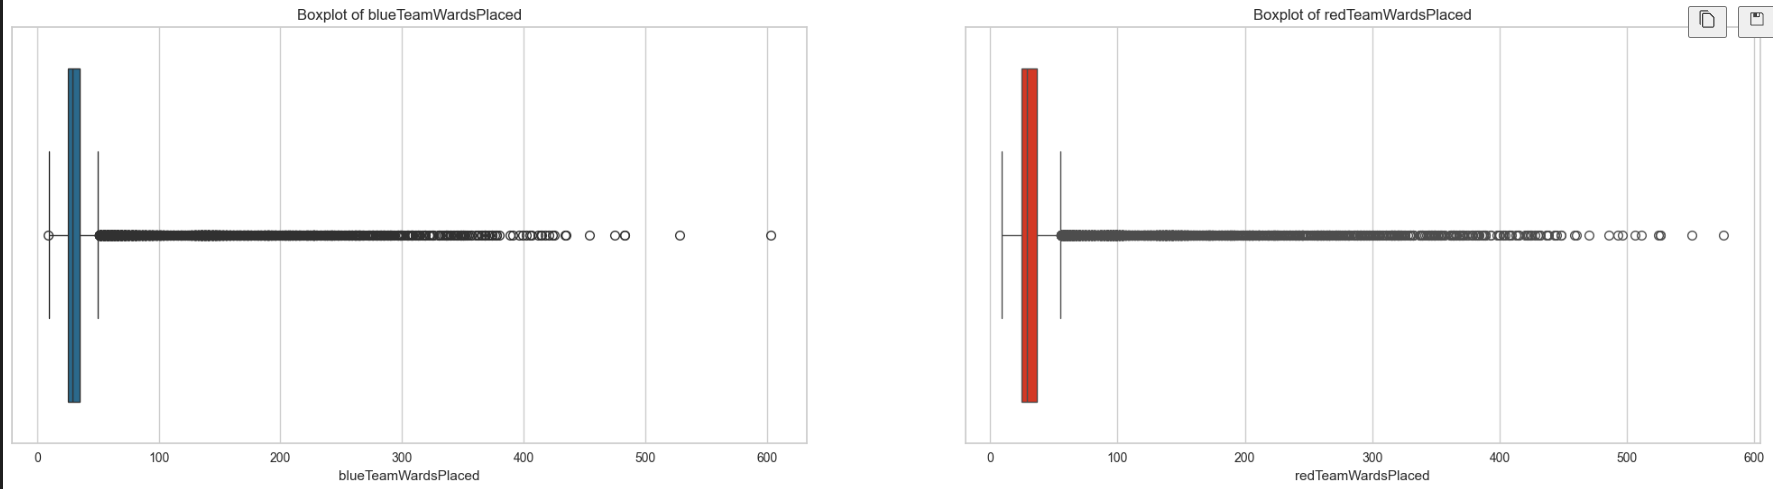 Boxplot of blueTeamWardsPlaced
0 100 200 300 400 500 600
blueTeamWardsPlaced
Boxplot of redTeamWardsPlaced
0 100 200 300 400 500 600
redTeamWardsPlaced